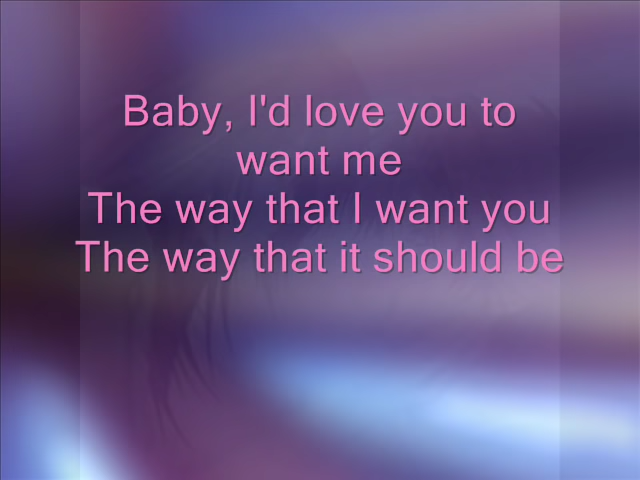 Baby, I'd love you to
want me
The way that I want you
The way that it should be